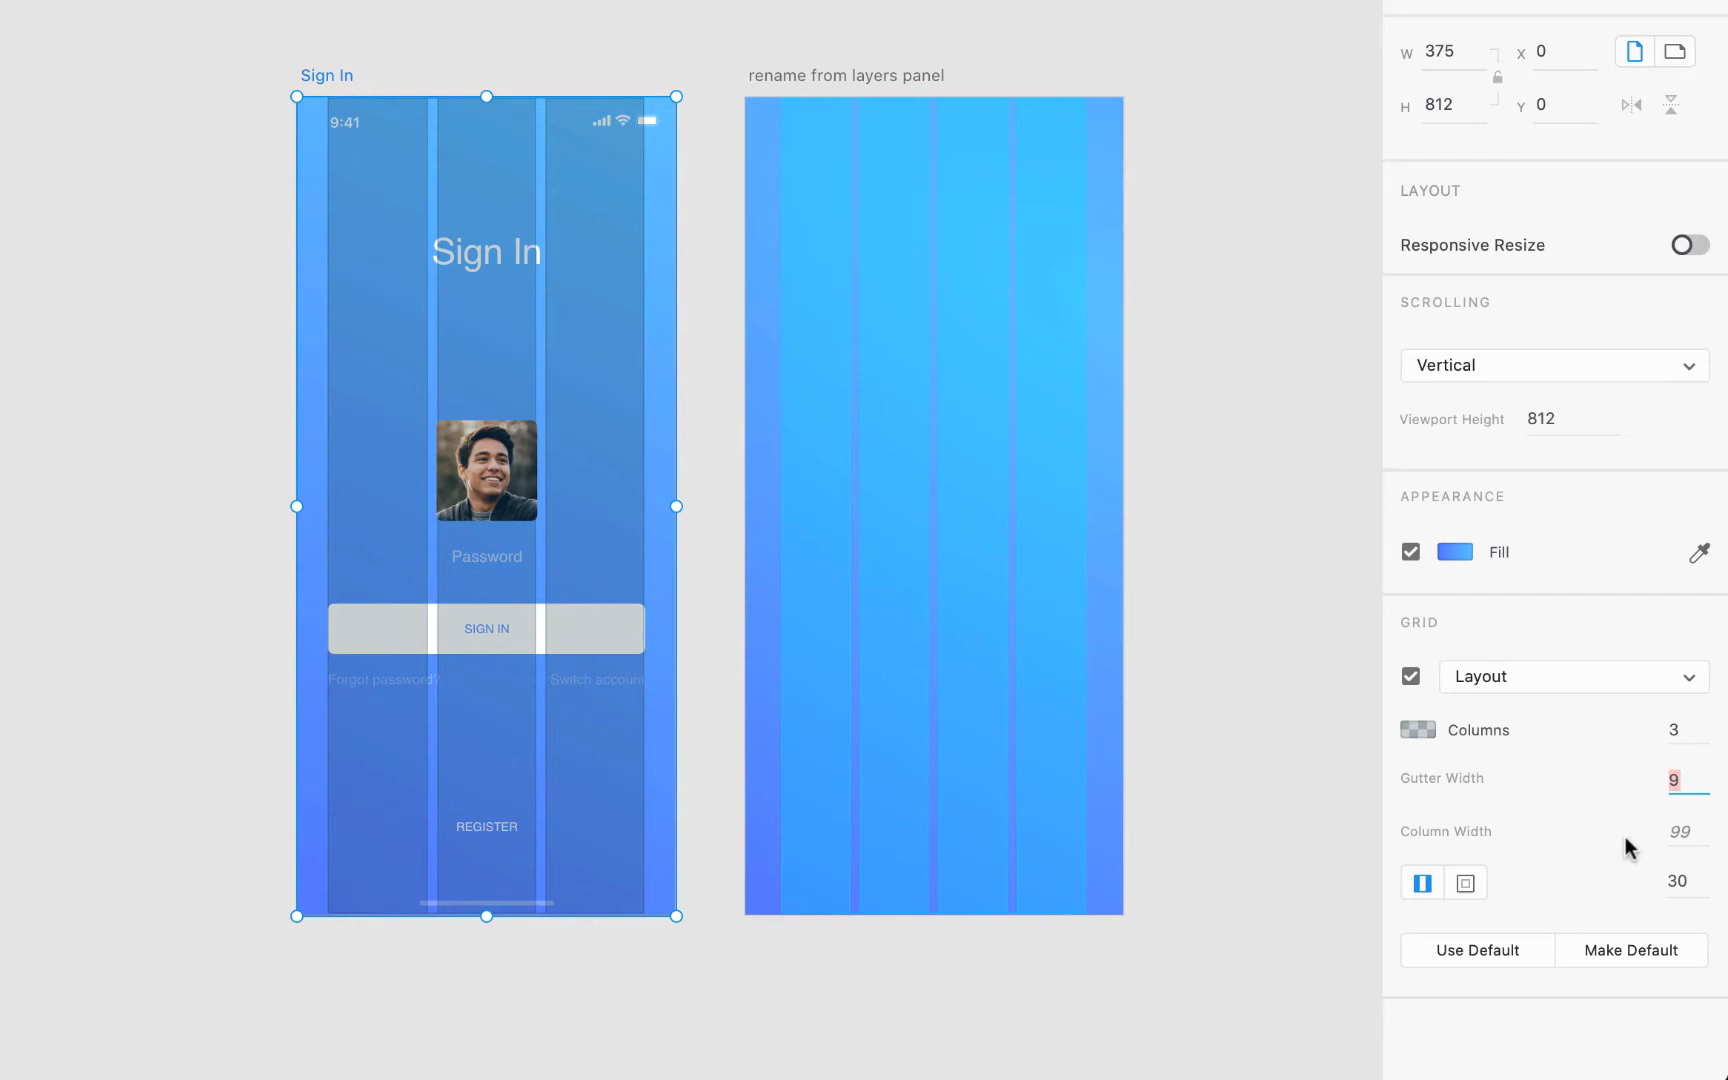 Sign In
rename from layers panel
9:41
Sign In
Password
SIGN IN
Forgot password?
Switch account
REGISTER
W 375
X 0
H 812
Y 0
LAYOUT
Responsive Resize
SCROLLING
Vertical
Viewport Height 812
APPEARANCE
Fill
GRID
Layout
Columns 3
Gutter Width 9
Column Width 99
30
Use Default
Make Default